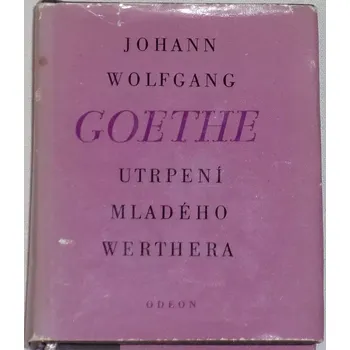 JOHANN
WOLFGANG
GOETHE
UTRPENÍ
MLADÉHO
WERTHERA
ODEON